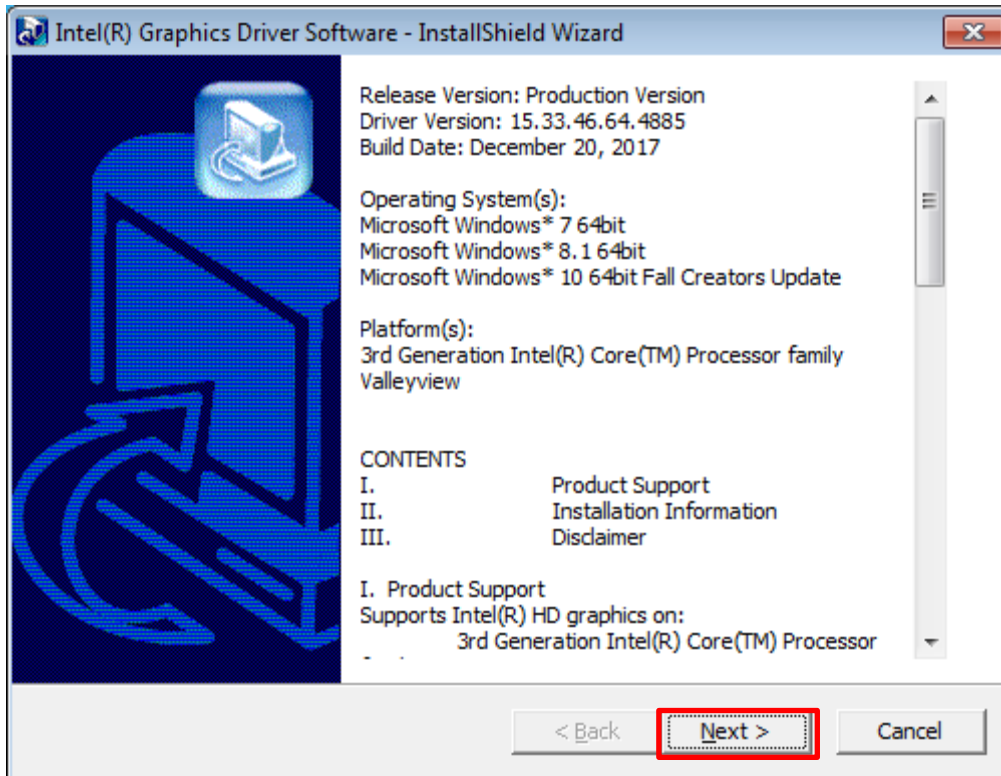 Intel(R) Graphics Driver Software - InstallShield Wizard
Release Version: Production Version
Driver Version: 15.33.46.64.4885
Build Date: December 20, 2017
Operating System(s):
Microsoft Windows* 7 64bit
Microsoft Windows* 8.1 64bit
Microsoft Windows* 10 64bit Fall Creators Update
Platform(s):
3rd Generation Intel(R) Core(TM) Processor family
Valleyview
CONTENTS
I. Product Support
II. Installation Information
III. Disclaimer
I. Product Support
Supports Intel(R) HD graphics on:
3rd Generation Intel(R) Core(TM) Processor
< Back Next > Cancel